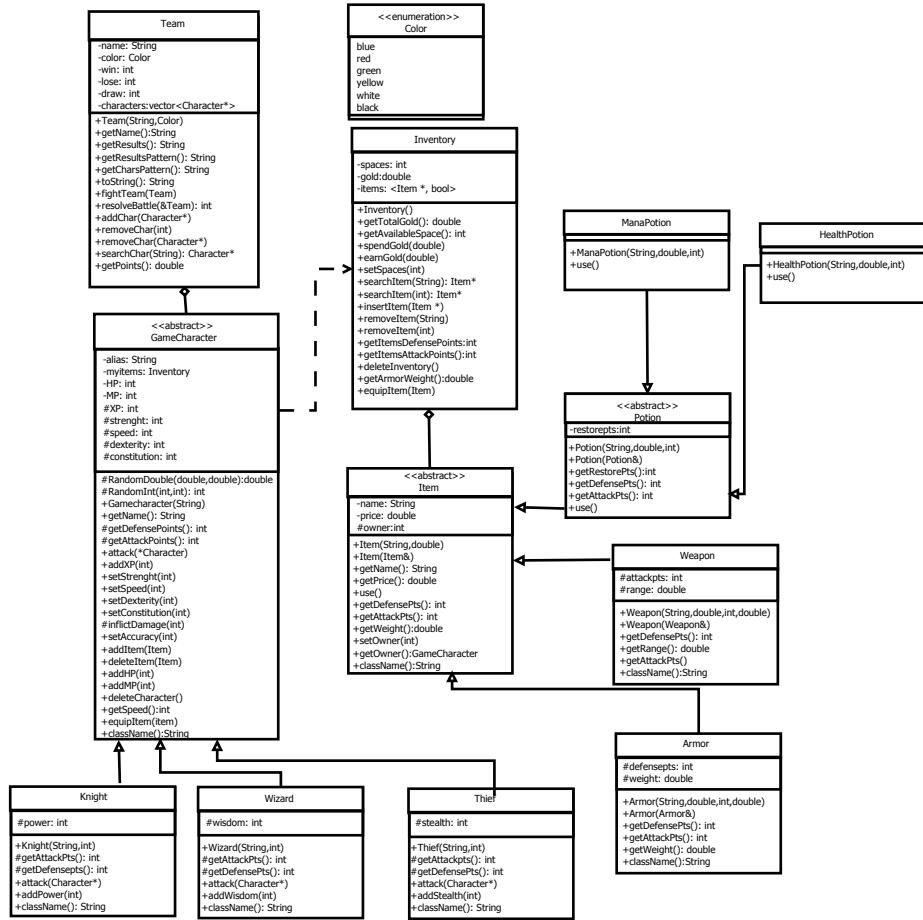 Team
-name: String
-color: Color
-win: int
-lose: int
-draw: int
-characters:vector<Character*>
+Team(String,Color)
+getName():String
+getResults(): String
+getResultsPattern(): String
+getCharsPattern(): String
+toString(): String
+fightTeam(Team)
+resolveBattle(&Team): int
+addChar(Character*)
+removeChar(int)
+removeChar(Character*)
+searchChar(String): Character*
+getPoints(): double
<<enumeration>>
Color
blue
red
green
yellow
white
black
Inventory
-spaces: int
-gold:double
-items: <Item *, bool>
+Inventory()
+getTotalGold(): double
+getAvailableSpace(): int
+spendGold(double)
+earnGold(double)
+setSpaces(int)
+searchItem(String): Item*
+searchItem(int): Item*
+insertItem(Item *)
+removeItem(String)
+removeItem(int)
+getItemsDefensePoints:int
+getItemsAttackPoints():int
+deleteInventory()
+getArmorWeight():double
+equipItem(Item)
ManaPotion
+ManaPotion(String,double,int)
+use()
HealthPotion
+HealthPotion(String,double,int)
+use()
<<abstract>>
GameCharacter
-alias: String
-myitems: Inventory
-HP: int
-MP: int
#XP: int
#strenght: int
#speed: int
#dexterity: int
#constitution: int
#RandomDouble(double,double):double
#RandomInt(int,int): int
+Gamecharacter(String)
+getName(): String
#getDefensePoints(): int
#getAttackPoints(): int
+attack(*Character)
+addXP(int)
+setStrenght(int)
+setSpeed(int)
+setDexterity(int)
+setConstitution(int)
#inflictDamage(int)
+setAccuracy(int)
+addItem(Item)
+deleteItem(Item)
+addHP(int)
+addMP(int)
+deleteCharacter()
+getSpeed():int
+equipItem(item)
+className():String
<<abstract>>
Potion
-restorepts:int
+Potion(String,double,int)
+Potion(Potion&)
+getRestorePts():int
+getDefensePts(): int
+getAttackPts(): int
+use()
<<abstract>>
Item
-name: String
-price: double
#owner:int
+Item(String,double)
+Item(Item&)
+getName(): String
+getPrice(): double
+use()
+getDefensePts(): int
+getAttackPts(): int
+getWeight():double
+setOwner(int)
+getOwner():GameCharacter
+className():String
Weapon
#attackpts: int
#range: double
+Weapon(String,double,int,double)
+Weapon(Weapon&)
+getDefensePts(): int
+getRange(): double
+getAttackPts()
+className():String
Armor
#defensepts: int
#weight: double
+Armor(String,double,int,double)
+Armor(Armor&)
+getDefensePts(): int
+getAttackPts(): int
+getWeight(): double
+className():String
Knight
#power: int
+Knight(String,int)
#getAttackPts(): int
#getDefensepts(): int
+attack(Character*)
+addPower(int)
+className(): String
Wizard
#wisdom: int
+Wizard(String,int)
#getAttackPts(): int
#getDefensePts(): int
+attack(Character*)
+addWisdom(int)
+className(): String
Thief
#stealth: int
+Thief(String,int)
#getAttackpts(): int
#getDefensePts(): int
+attack(Character*)
+addStealth(int)
+className(): String